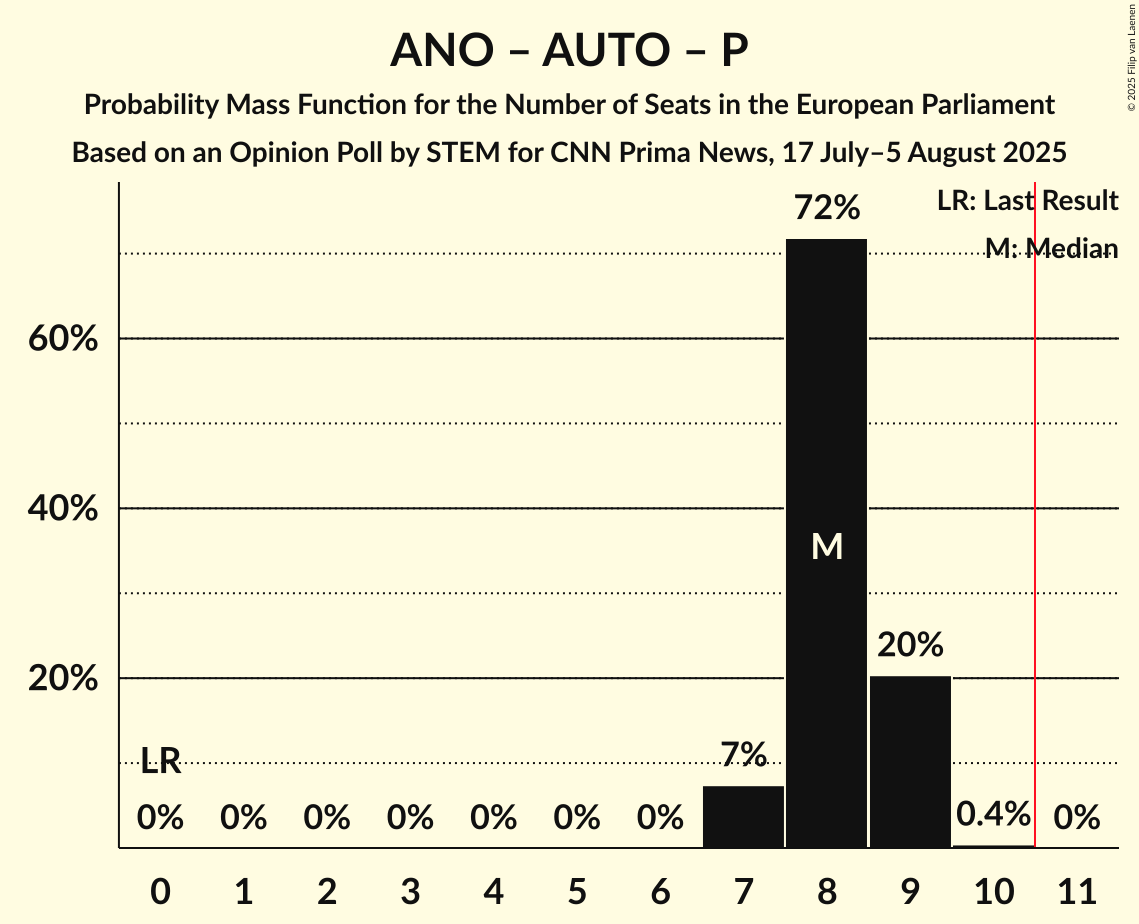 ANO – AUTO – P
Probability Mass Function for the Number of Seats in the European Parliament
Based on an Opinion Poll by STEM for CNN Prima News, 17 July–5 August 2025
© 2025 Filip van Laenen
LR: Last Result
M: Median
72%
60%
40%
M
20%
20%
7%
LR
0% 0% 0% 0% 0% 0% 0% 0.4% 0%
0 1 2 3 4 5 6 7 8 9 10 11